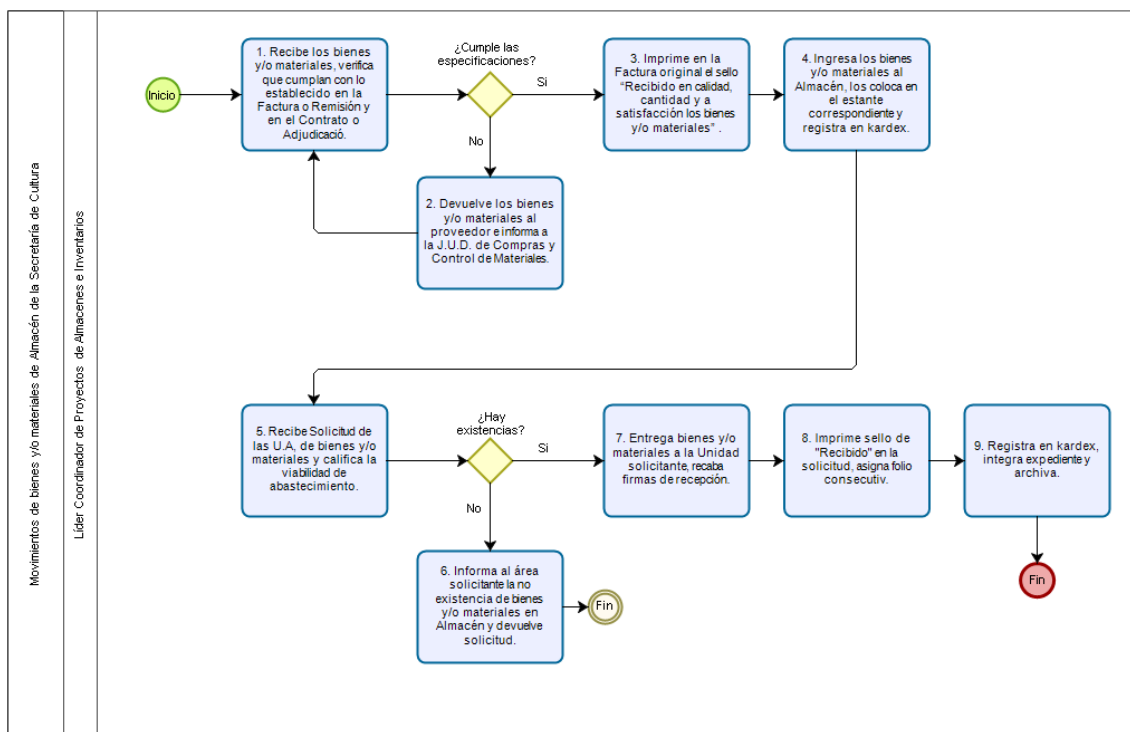 Movimientos de bienes y/o materiales de Almacén de la Secretaría de Cultura
Líder Coordinador de Proyectos de Almacenes e Inventarios
Inicio
1. Recibe los bienes
y/o materiales, verifica
que cumplan con lo
establecido en la
Factura o Remisión y
en el Contrato o
Adjudicació.
¿Cumple las
especificaciones?
Si
No
2. Devuelve los bienes
y/o materiales al
proveedor e informa a
la J.U.D. de Compras y
Control de Materiales.
3. Imprime en la
Factura original el sello
“Recibido en calidad,
cantidad y a
satisfacción los bienes
y/o materiales” .
4. Ingresa los bienes
y/o materiales al
Almacén, los coloca en
el estante
correspondiente y
registra en kardex.
5. Recibe Solicitud de
las U.A, de bienes y/o
materiales y califica la
viabilidad de
abastecimiento.
¿Hay
existencias?
Si
No
6. Informa al área
solicitante la no
existencia de bienes
y/o materiales en
Almacén y devuelve
solicitud.
Fin
7. Entrega bienes y/o
materiales a la Unidad
solicitante, recaba
firmas de recepción.
8. Imprime sello de
"Recibido" en la
solicitud, asigna folio
consecutiv.
9. Registra en kardex,
integra expediente y
archiva.
Fin